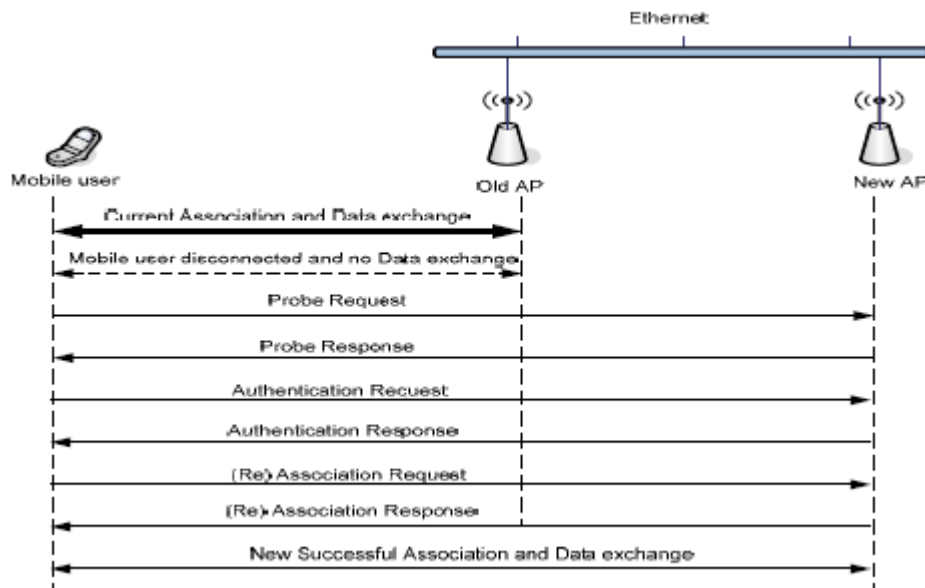 Ethernet
Mobile user
Old AP
New AP
Current Association and Data exchange
Mobile user disconnected and no Data exchange
Probe Request
Probe Response
Authentication Recuest
Authentication Response
(Re) Association Request
(Re) Association Response
New Successful Association and Data exchange